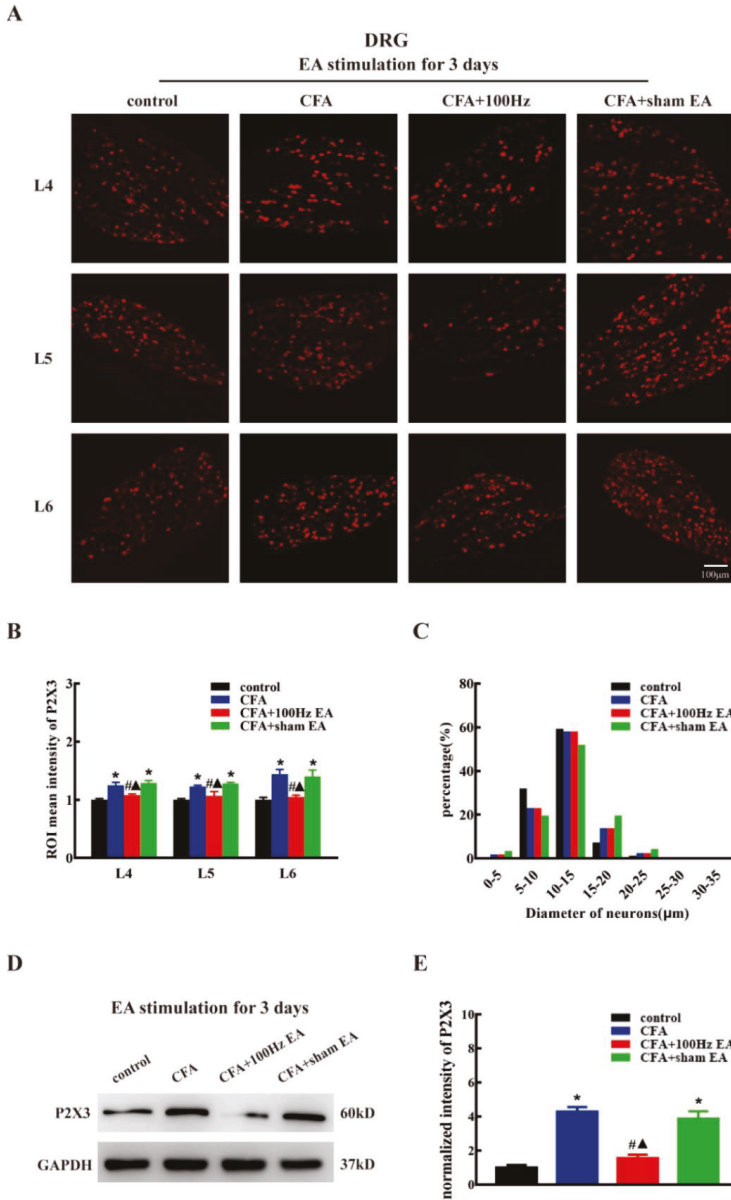 A
DRG
EA stimulation for 3 days
control CFA CFA+100Hz CFA+sham EA
L4
L5
L6
100μm
B
ROI mean intensity of P2X3
3
2
1
0
control
CFA
CFA+100Hz EA
CFA+sham EA
* #▲ * * #▲ * * #▲ *
L4 L5 L6
C
percentage(%)
80
60
40
20
0
control
CFA
CFA+100Hz EA
CFA+sham EA
0-5 5-10 10-15 15-20 20-25 25-30 30-35
Diameter of neurons(μm)
D
EA stimulation for 3 days
control CFA CFA+100Hz EA CFA+sham EA
P2X3 60kD
GAPDH 37kD
E
normalized intensity of P2X3
10
8
6
4
2
0
control
CFA
CFA+100Hz EA
CFA+sham EA
* #▲ *